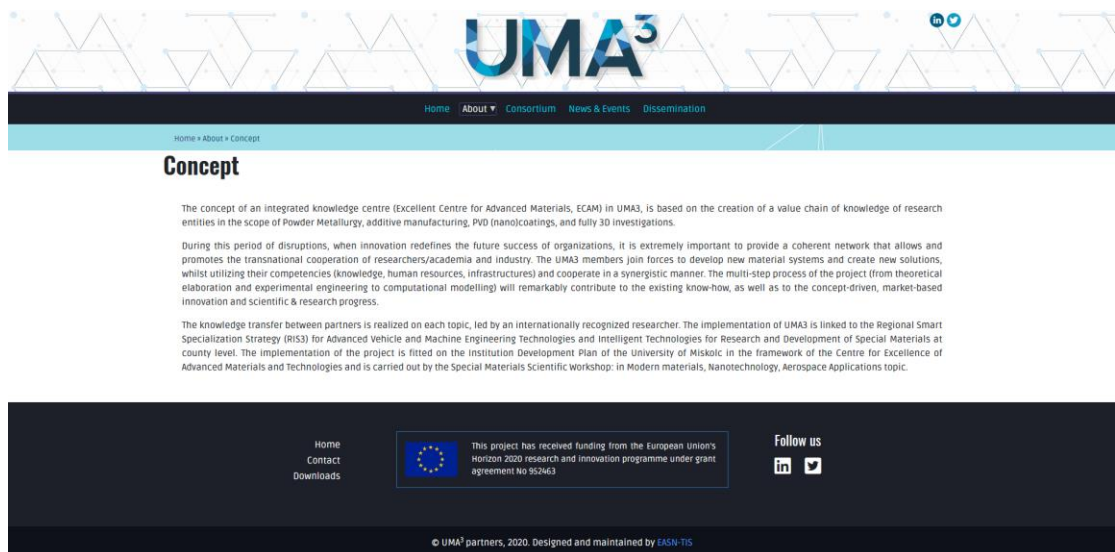 UMA³
Home About ▼ Consortium News & Events Dissemination
Home » About » Concept
Concept
The concept of an integrated knowledge centre (Excellent Centre for Advanced Materials, ECAM) in UMA3, is based on the creation of a value chain of knowledge of research
entities in the scope of Powder Metallurgy, additive manufacturing, PVD (nano)coatings, and fully 3D investigations.
During this period of disruptions, when innovation redefines the future success of organizations, it is extremely important to provide a coherent network that allows and
promotes the transnational cooperation of researchers/academia and industry. The UMA3 members join forces to develop new material systems and create new solutions,
whilst utilizing their competencies (knowledge, human resources, infrastructures) and cooperate in a synergistic manner. The multi-step process of the project (from theoretical
elaboration and experimental engineering to computational modelling) will remarkably contribute to the existing know-how, as well as to the concept-driven, market-based
innovation and scientific & research progress.
The knowledge transfer between partners is realized on each topic, led by an internationally recognized researcher. The implementation of UMA3 is linked to the Regional Smart
Specialization Strategy (RIS3) for Advanced Vehicle and Machine Engineering Technologies and Intelligent Technologies for Research and Development of Special Materials at
county level. The implementation of the project is fitted on the Institution Development Plan of the University of Miskolc in the framework of the Centre for Excellence of
Advanced Materials and Technologies and is carried out by the Special Materials Scientific Workshop: in Modern materials, Nanotechnology, Aerospace Applications topic.
Home
Contact
Downloads
This project has received funding from the European Union's
Horizon 2020 research and innovation programme under grant
agreement No 952463
Follow us
© UMA³ partners, 2020. Designed and maintained by EASN-TIS